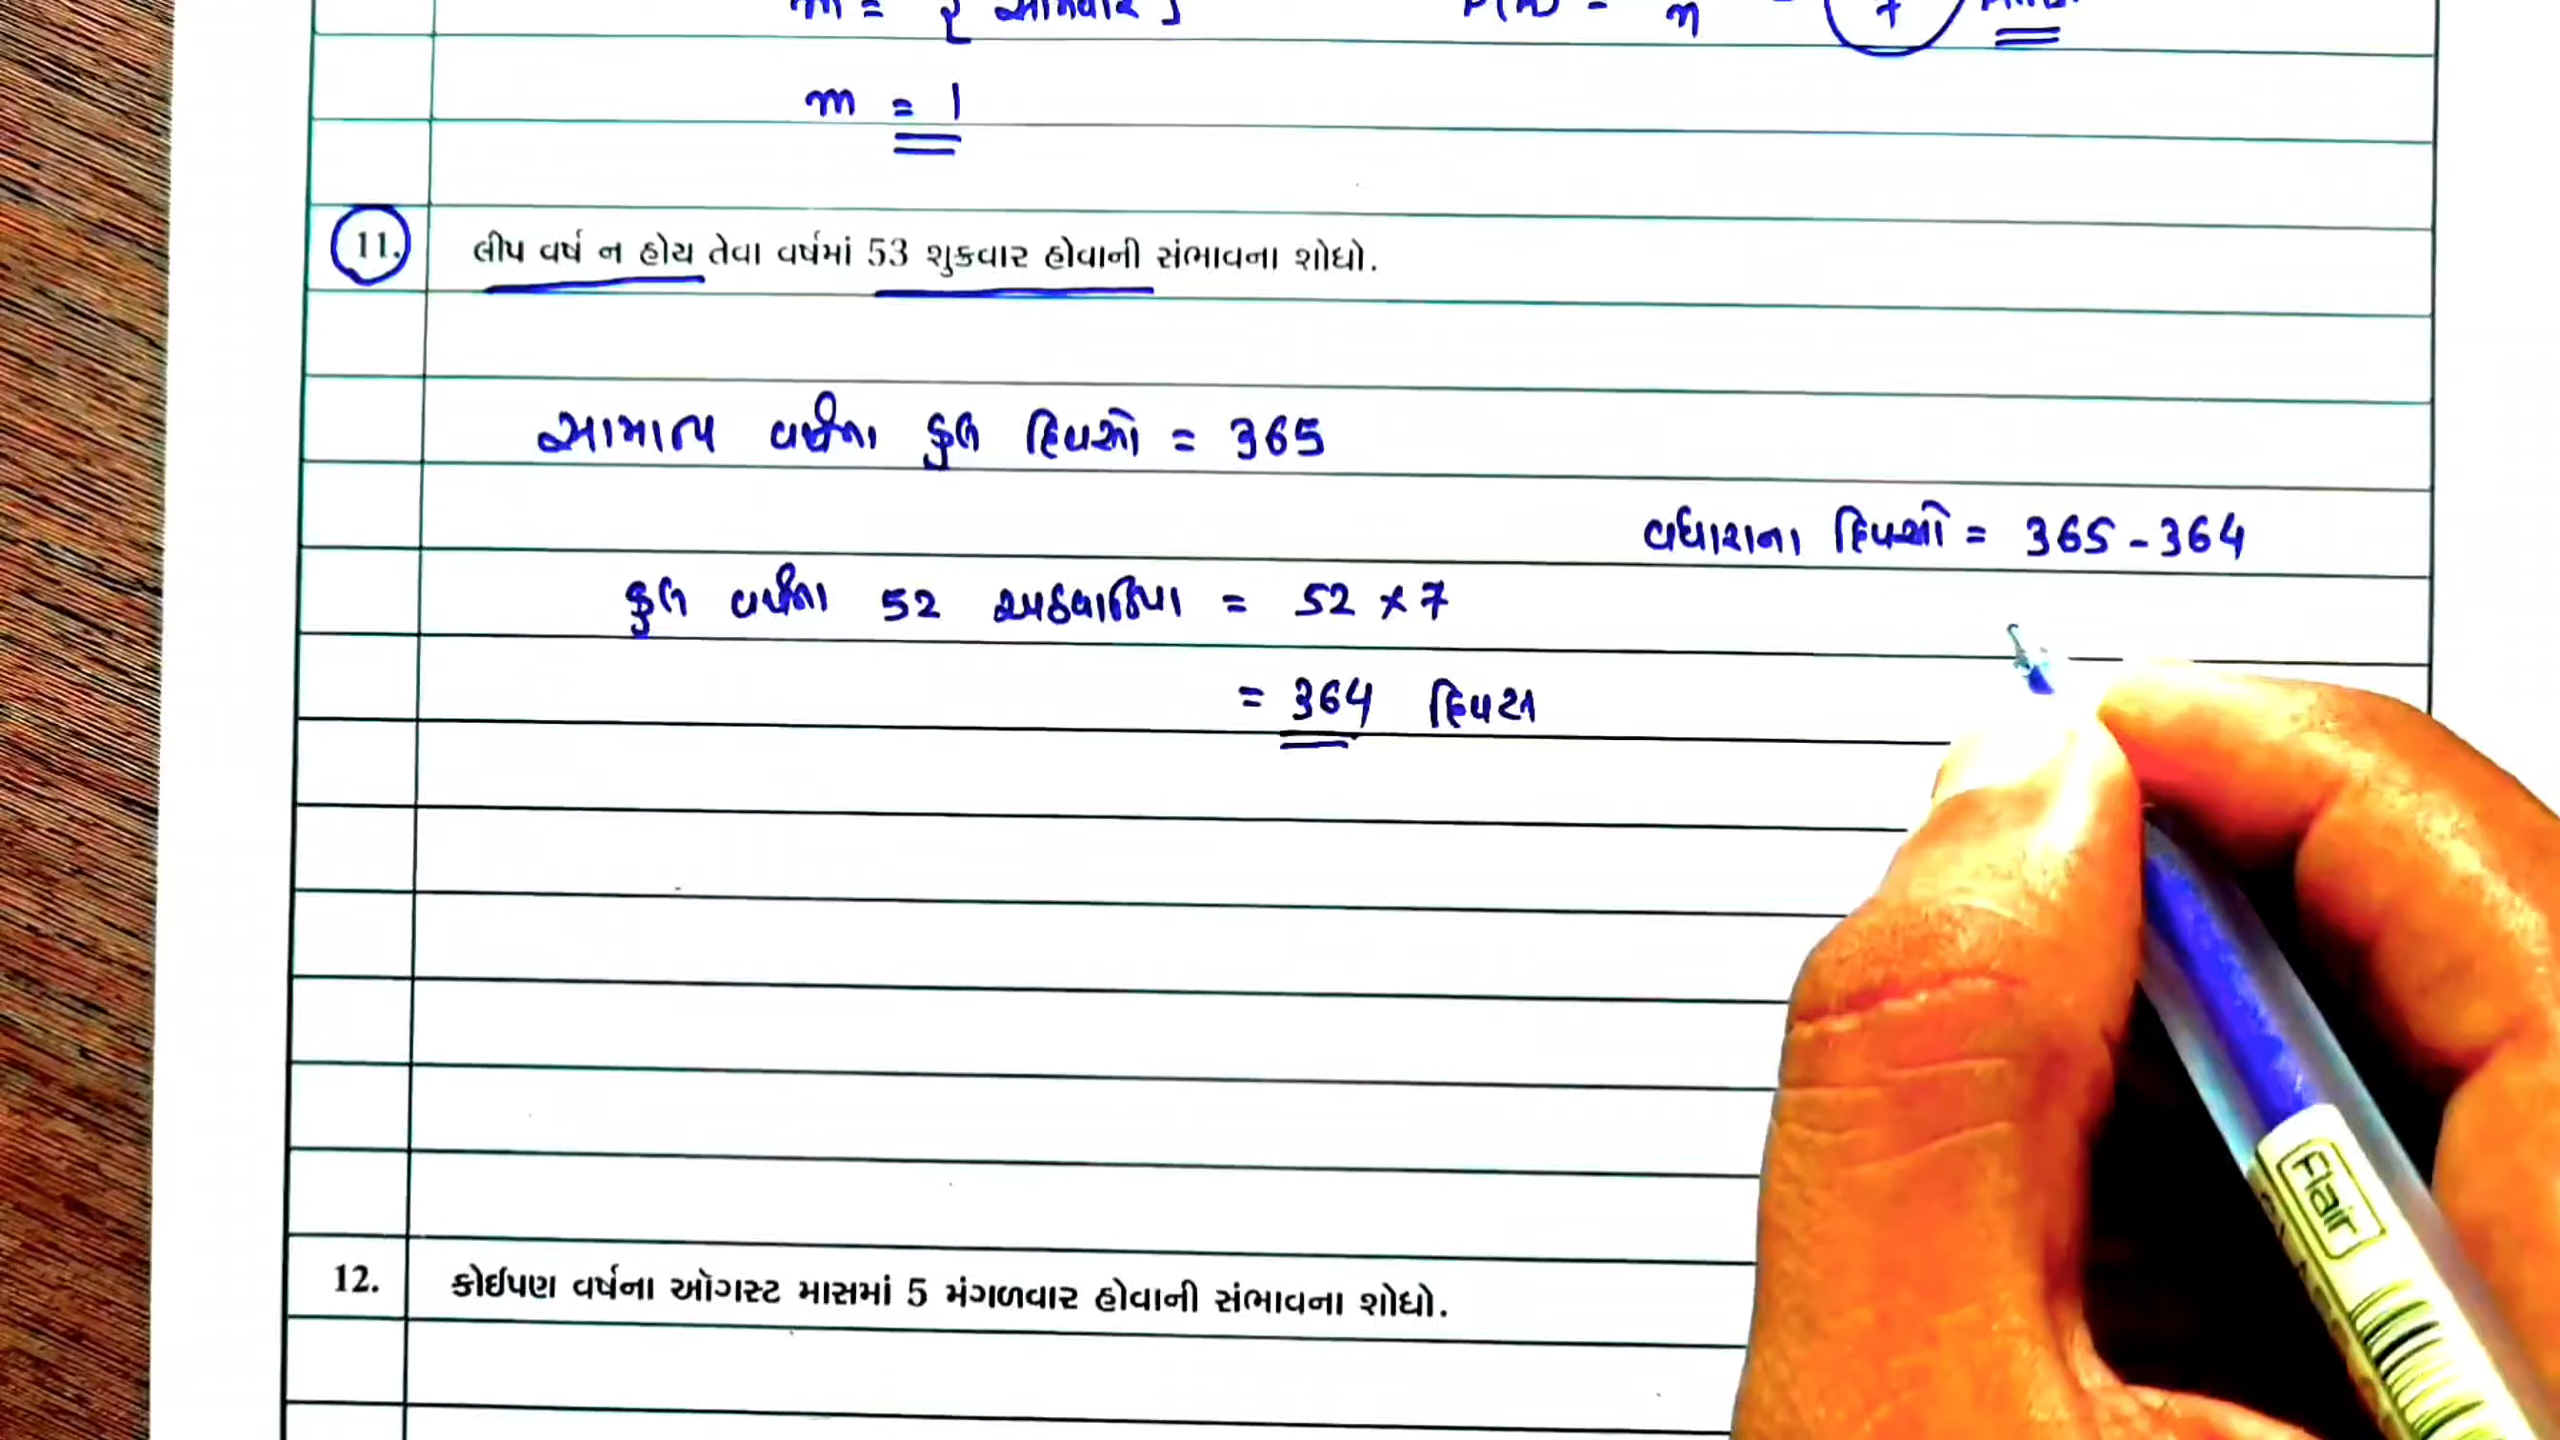 m =
m = 1
11. લીપ વર્ષ ન હોય તેવા વર્ષમાં 53 શુક્રવાર હોવાની સંભાવના શોધો.
સામાન્ય વર્ષના કુલ દિવસો = 365
વધારાના દિવસો = 365 - 364
કુલ વર્ષના 52 અઠવાડિયા = 52 × 7
= 364 દિવસ
12. કોઈપણ વર્ષના ઑગસ્ટ માસમાં 5 મંગળવાર હોવાની સંભાવના શોધો.
Flair